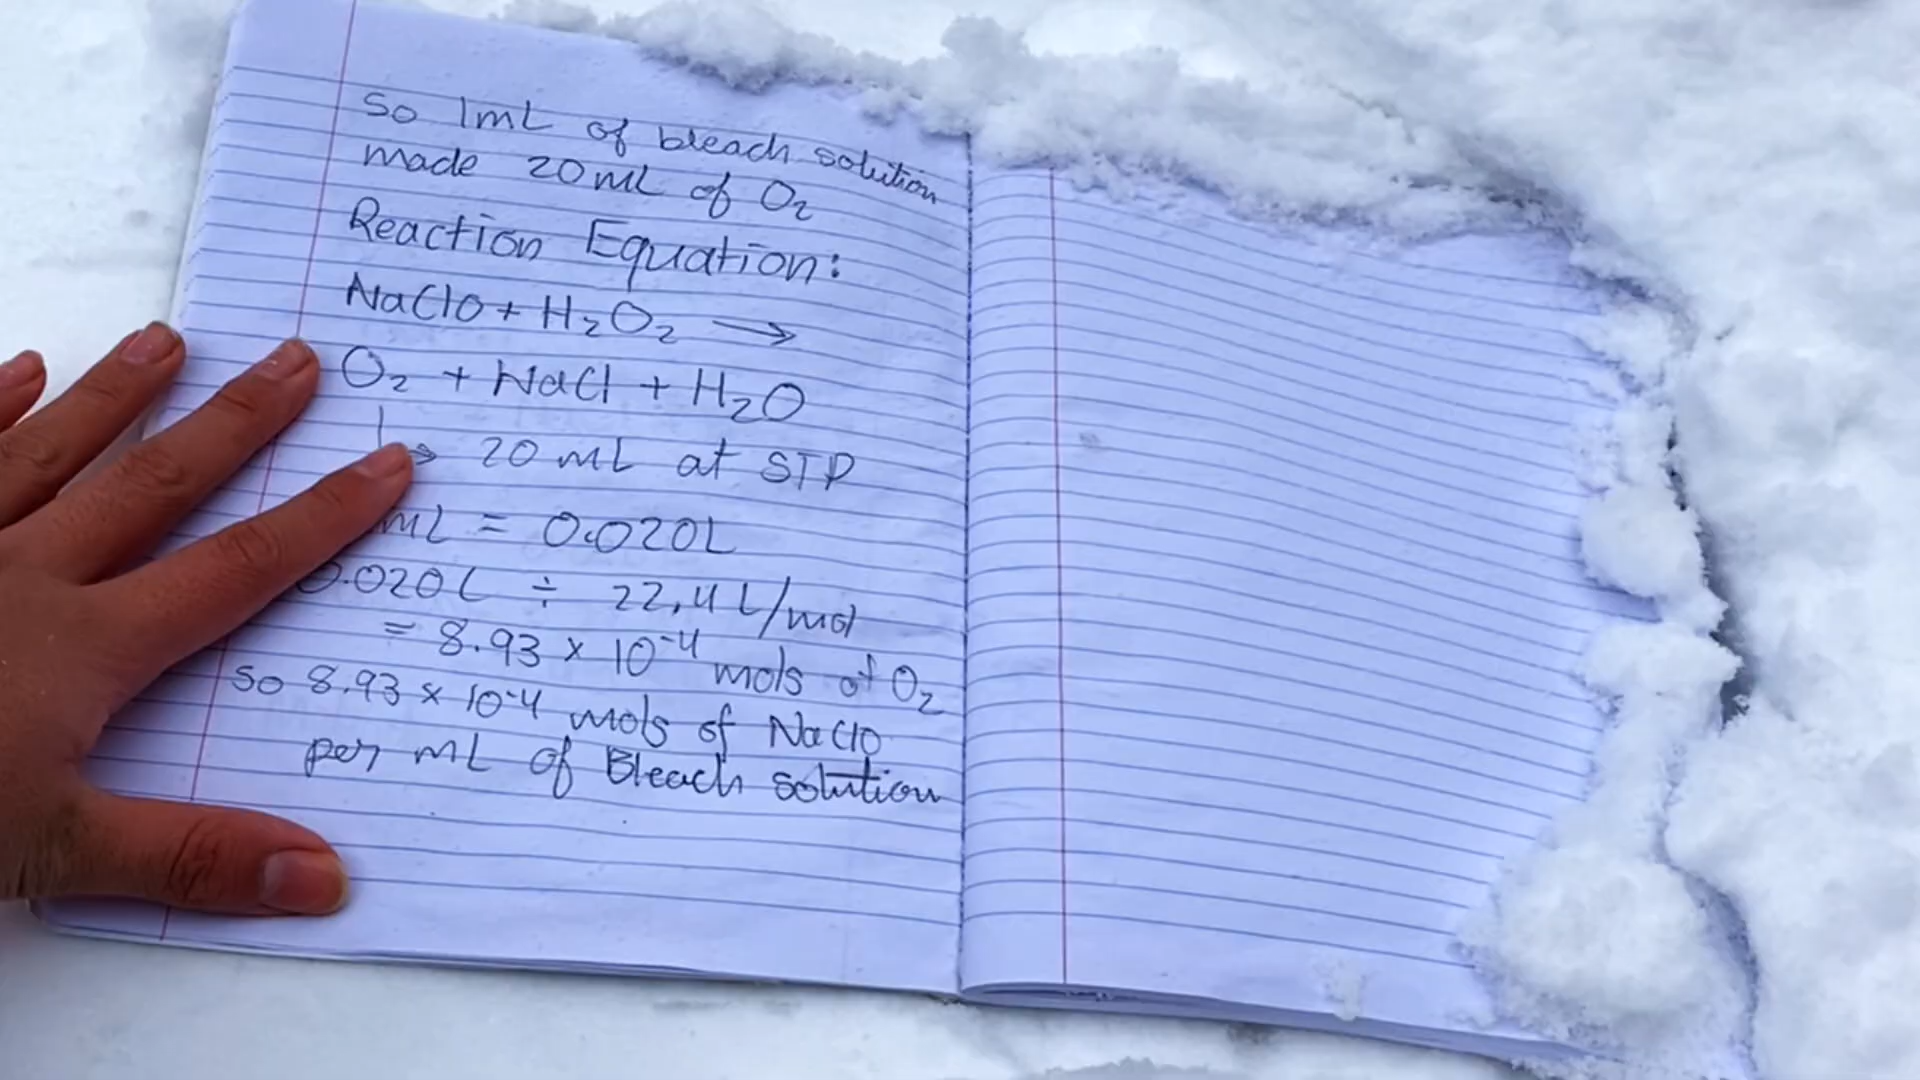 So 1mL of bleach solution
made 20mL of O₂
Reaction Equation:
NaClO + H₂O₂ →
O₂ + NaCl + H₂O
↳ 20 mL at STP
mL = 0.020L
0.020L ÷ 22,4 L/mol
= 8.93 × 10⁻⁴ mols of O₂
so 8.93 × 10⁻⁴ mols of NaClO
per mL of Bleach solution